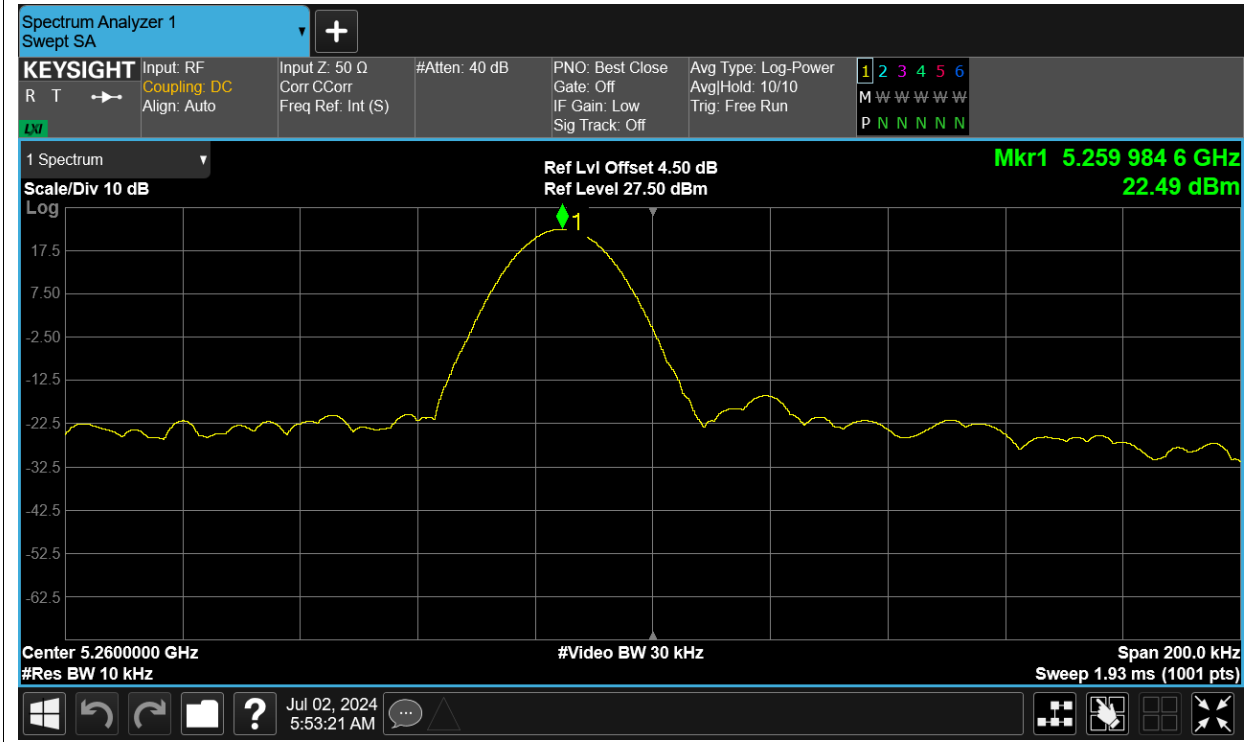 Spectrum Analyzer 1
Swept SA
KEYSIGHT
R T
LXI
Input: RF
Coupling: DC
Align: Auto
Input Z: 50 Ω
Corr CCorr
Freq Ref: Int (S)
#Atten: 40 dB
PNO: Best Close
Gate: Off
IF Gain: Low
Sig Track: Off
Avg Type: Log-Power
Avg|Hold: 10/10
Trig: Free Run
1 2 3 4 5 6
M W W W W W
P N N N N N
1 Spectrum
Scale/Div 10 dB
Ref Lvl Offset 4.50 dB
Ref Level 27.50 dBm
Mkr1 5.259 984 6 GHz
22.49 dBm
Log
1
17.5
7.50
-2.50
-12.5
-22.5
-32.5
-42.5
-52.5
-62.5
Center 5.2600000 GHz
#Video BW 30 kHz
Span 200.0 kHz
#Res BW 10 kHz
Sweep 1.93 ms (1001 pts)
?
Jul 02, 2024
5:53:21 AM